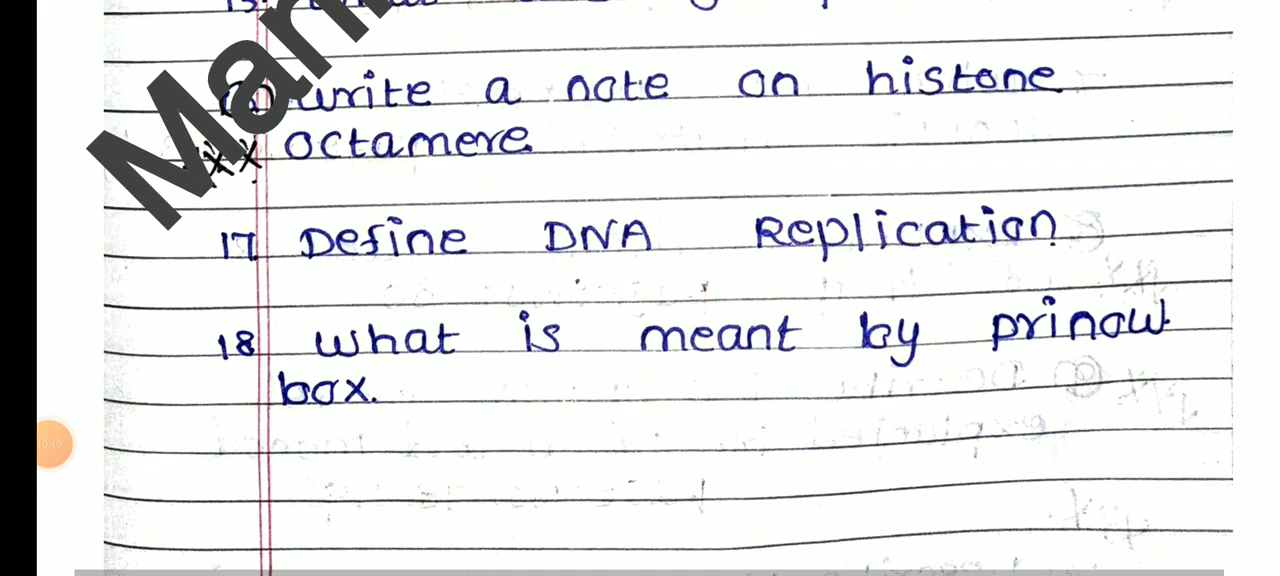 write a note on histone
octamere
17 Define DNA Replication
18 what is meant by prinow
box.